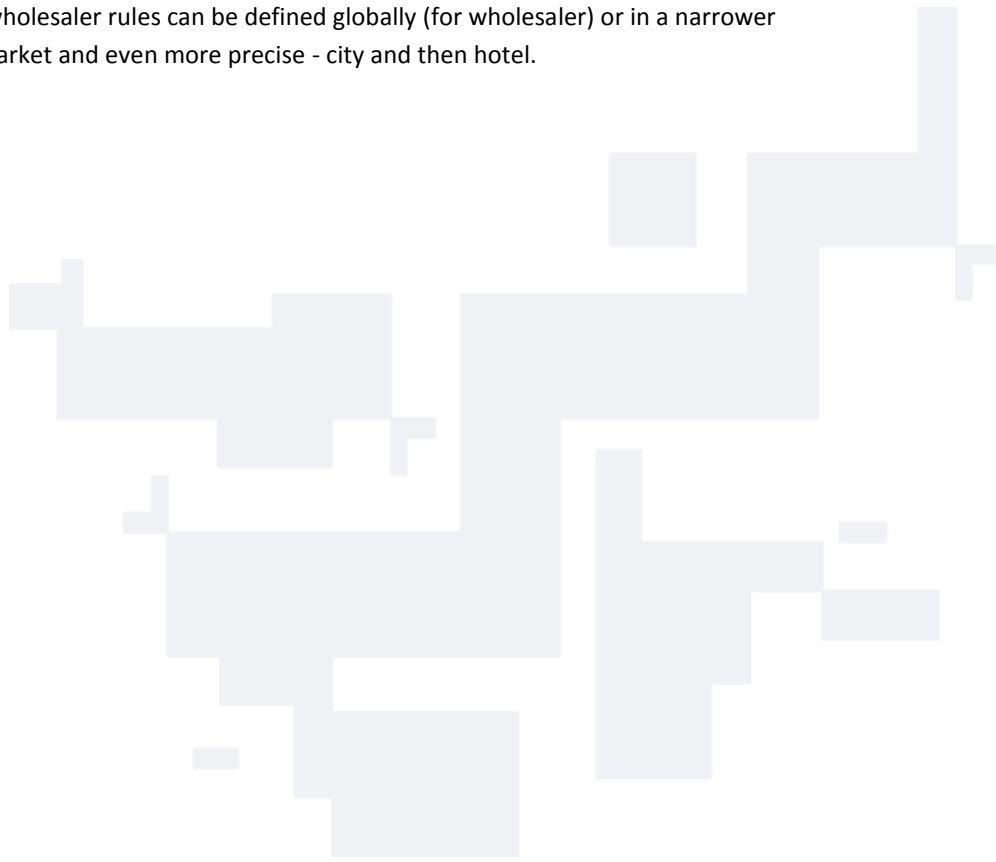 wholesaler rules can be defined globally (for wholesaler) or in a narrower
arket and even more precise - city and then hotel.